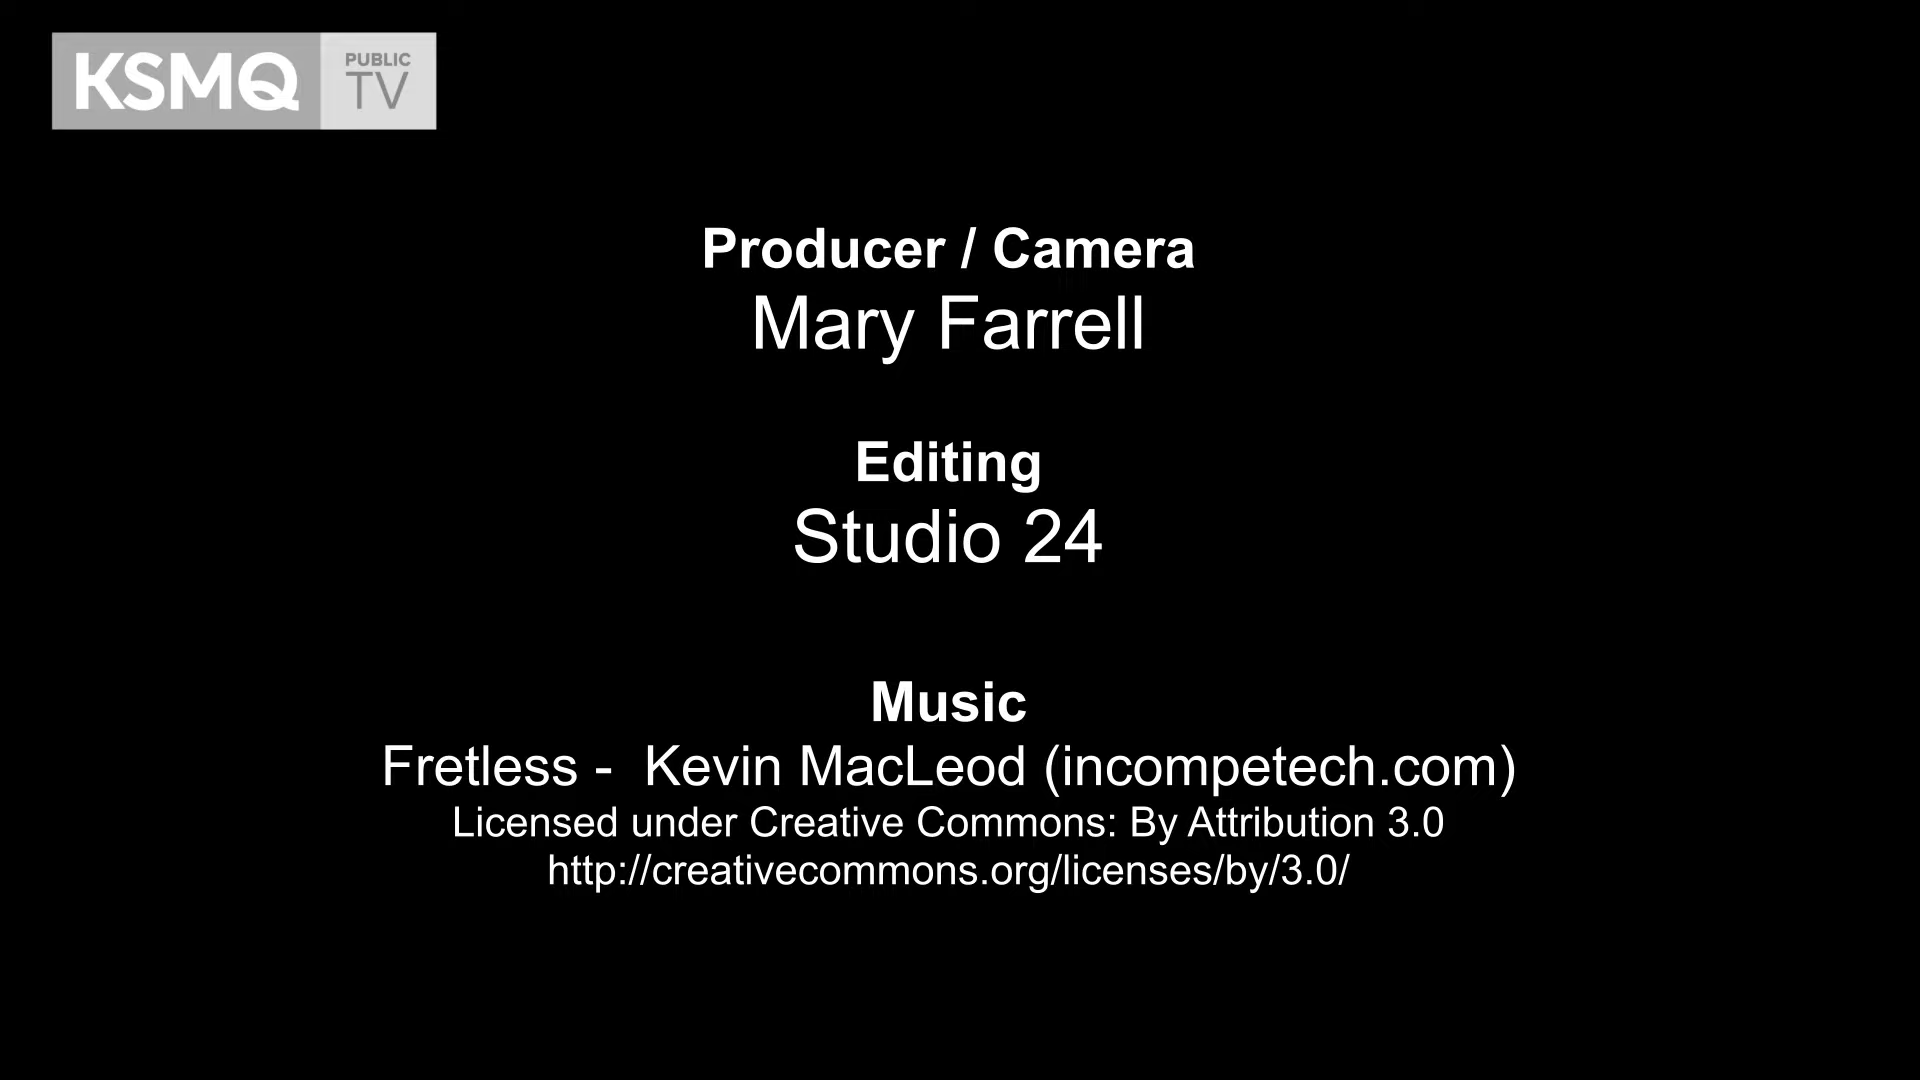 KSMQ PUBLIC TV
Producer / Camera
Mary Farrell
Editing
Studio 24
Music
Fretless -  Kevin MacLeod (incompetech.com)
Licensed under Creative Commons: By Attribution 3.0
http://creativecommons.org/licenses/by/3.0/